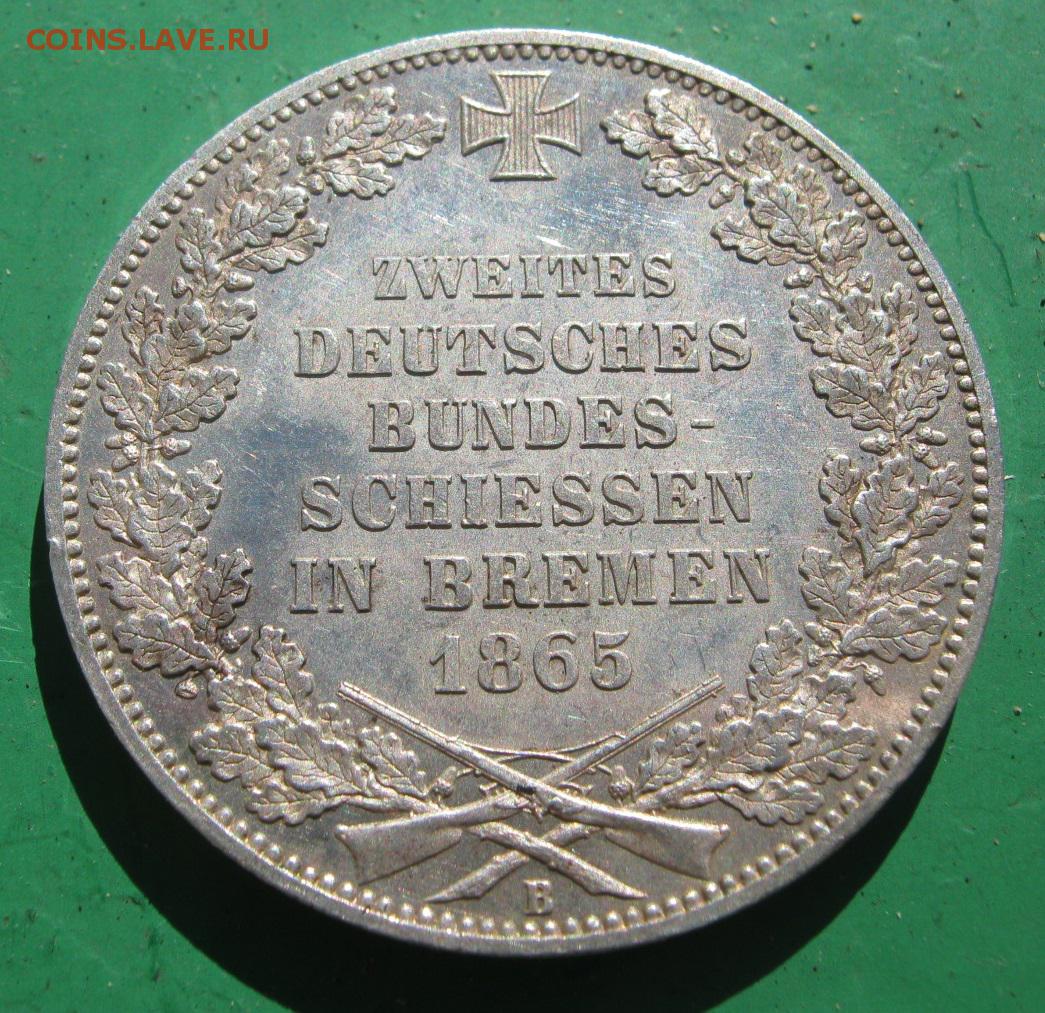 COINS.LAVE.RU
ZWEITES
DEUTSCHES
BUNDES-
SCHIESSEN
IN BREMEN
1865
B